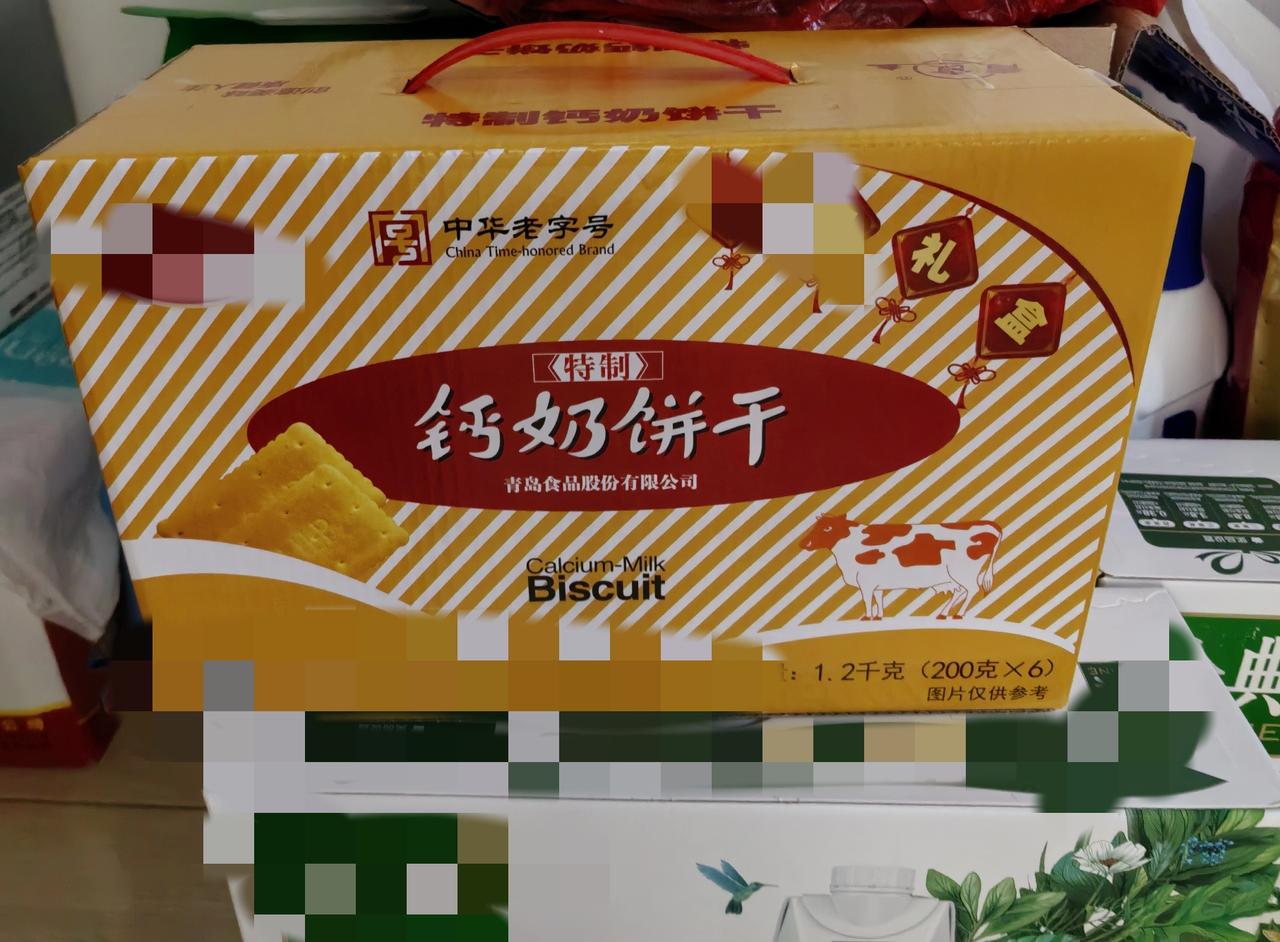 特制钙奶饼干
中华老字号
China Time-honored Brand
礼
盒
《特制》
钙奶饼干
青岛食品股份有限公司
Calcium-Milk
Biscuit
：1.2千克（200克×6）
图片仅供参考
典